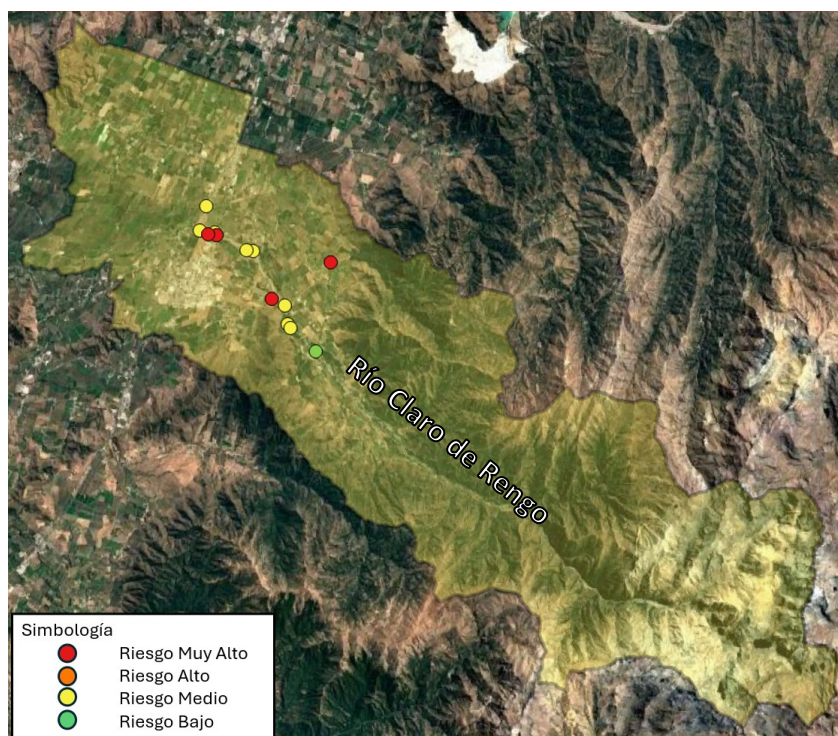 Río Claro de Rengo
Simbología
Riesgo Muy Alto
Riesgo Alto
Riesgo Medio
Riesgo Bajo